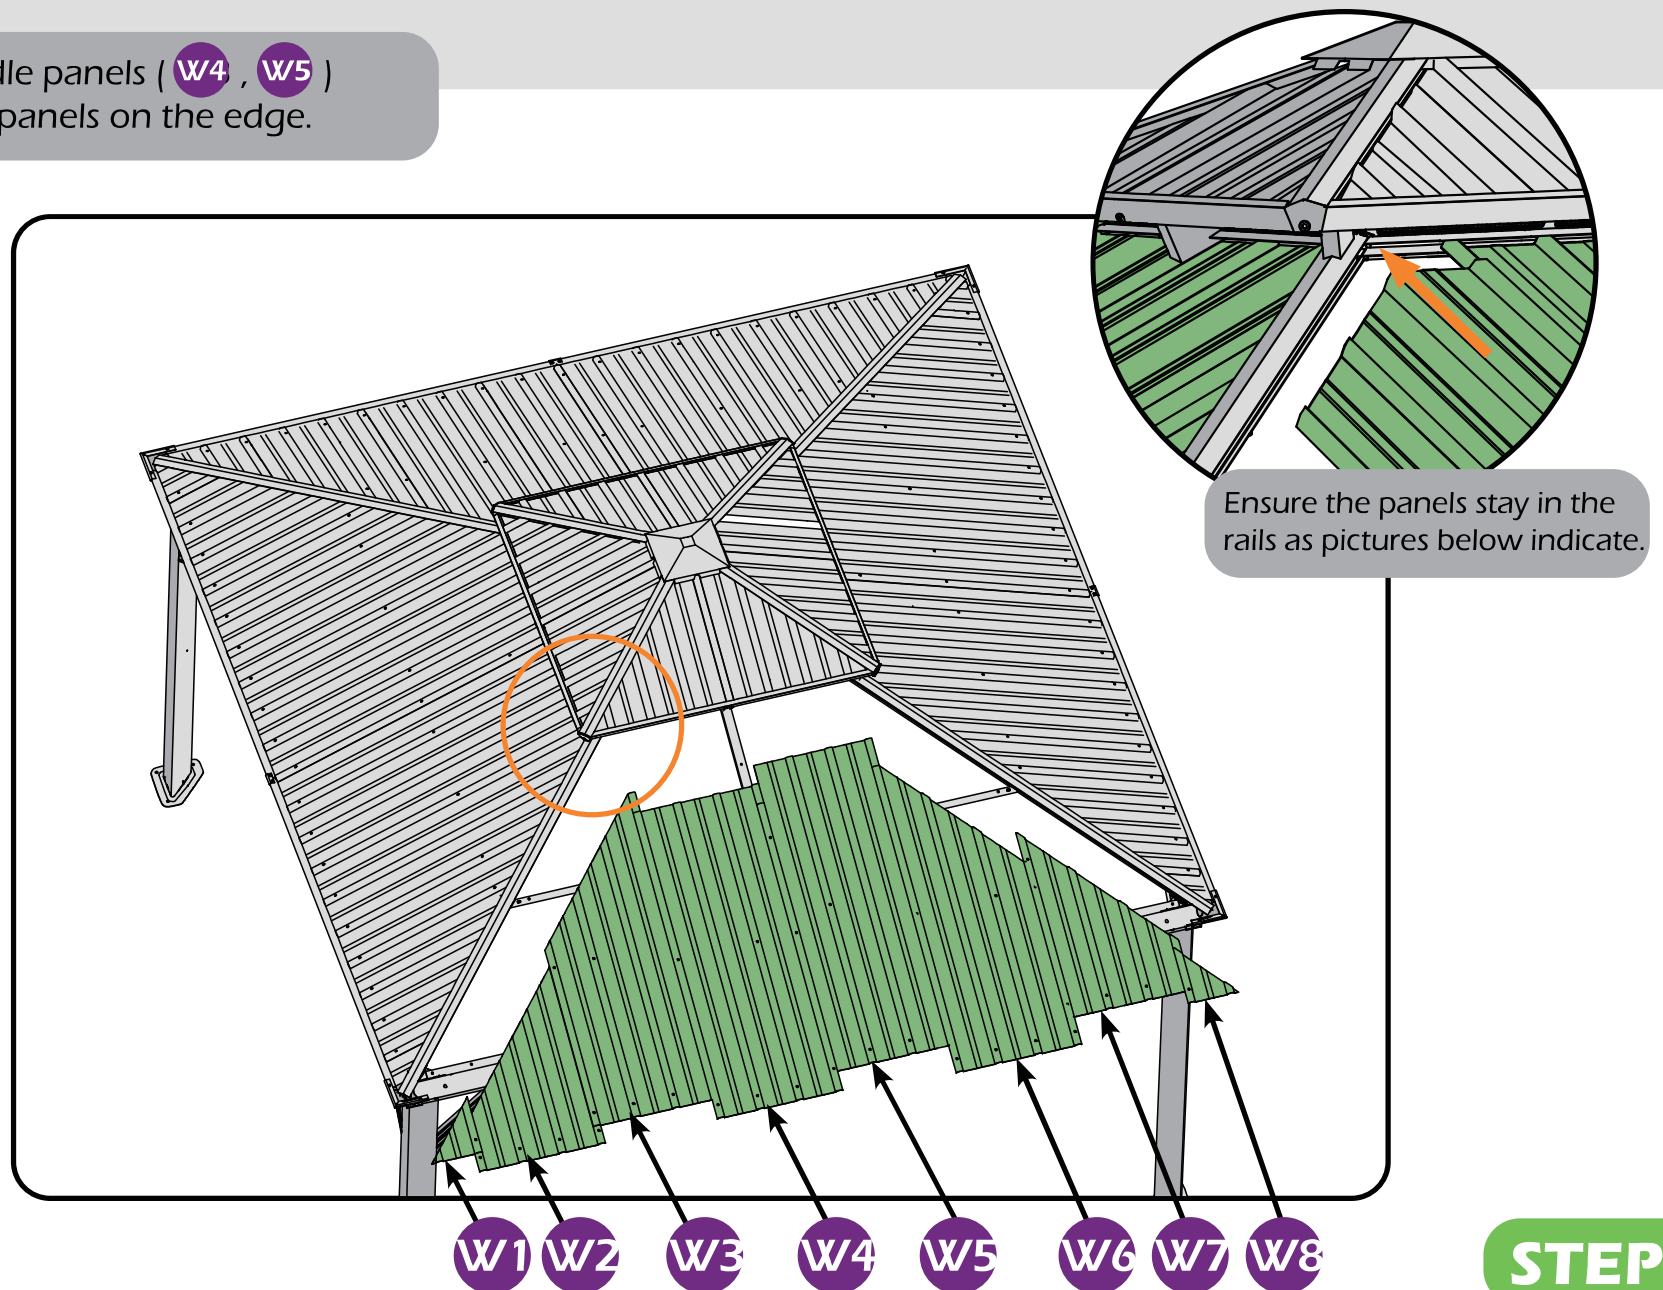 dle panels ( W4 , W5 )
panels on the edge.
Ensure the panels stay in the
rails as pictures below indicate.
W1 W2 W3 W4 W5 W6 W7 W8
STEP